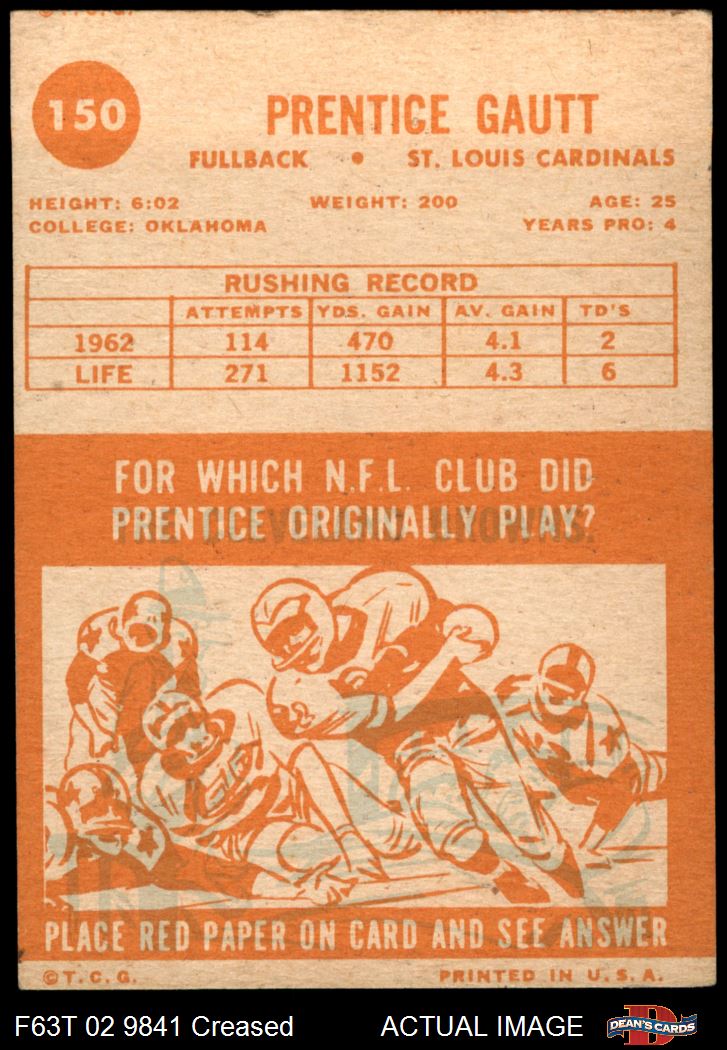 150
PRENTICE GAUTT
FULLBACK • ST. LOUIS CARDINALS
HEIGHT: 6:02 WEIGHT: 200 AGE: 25
COLLEGE: OKLAHOMA YEARS PRO: 4
RUSHING RECORD
ATTEMPTS YDS. GAIN AV. GAIN TD'S
1962 114 470 4.1 2
LIFE 271 1152 4.3 6
FOR WHICH N.F.L. CLUB DID
PRENTICE ORIGINALLY PLAY?
CLEVELAND BROWNS.
PLACE RED PAPER ON CARD AND SEE ANSWER
©T.C.G. PRINTED IN U.S.A.
F63T 02 9841 Creased ACTUAL IMAGE DEAN'S CARDS